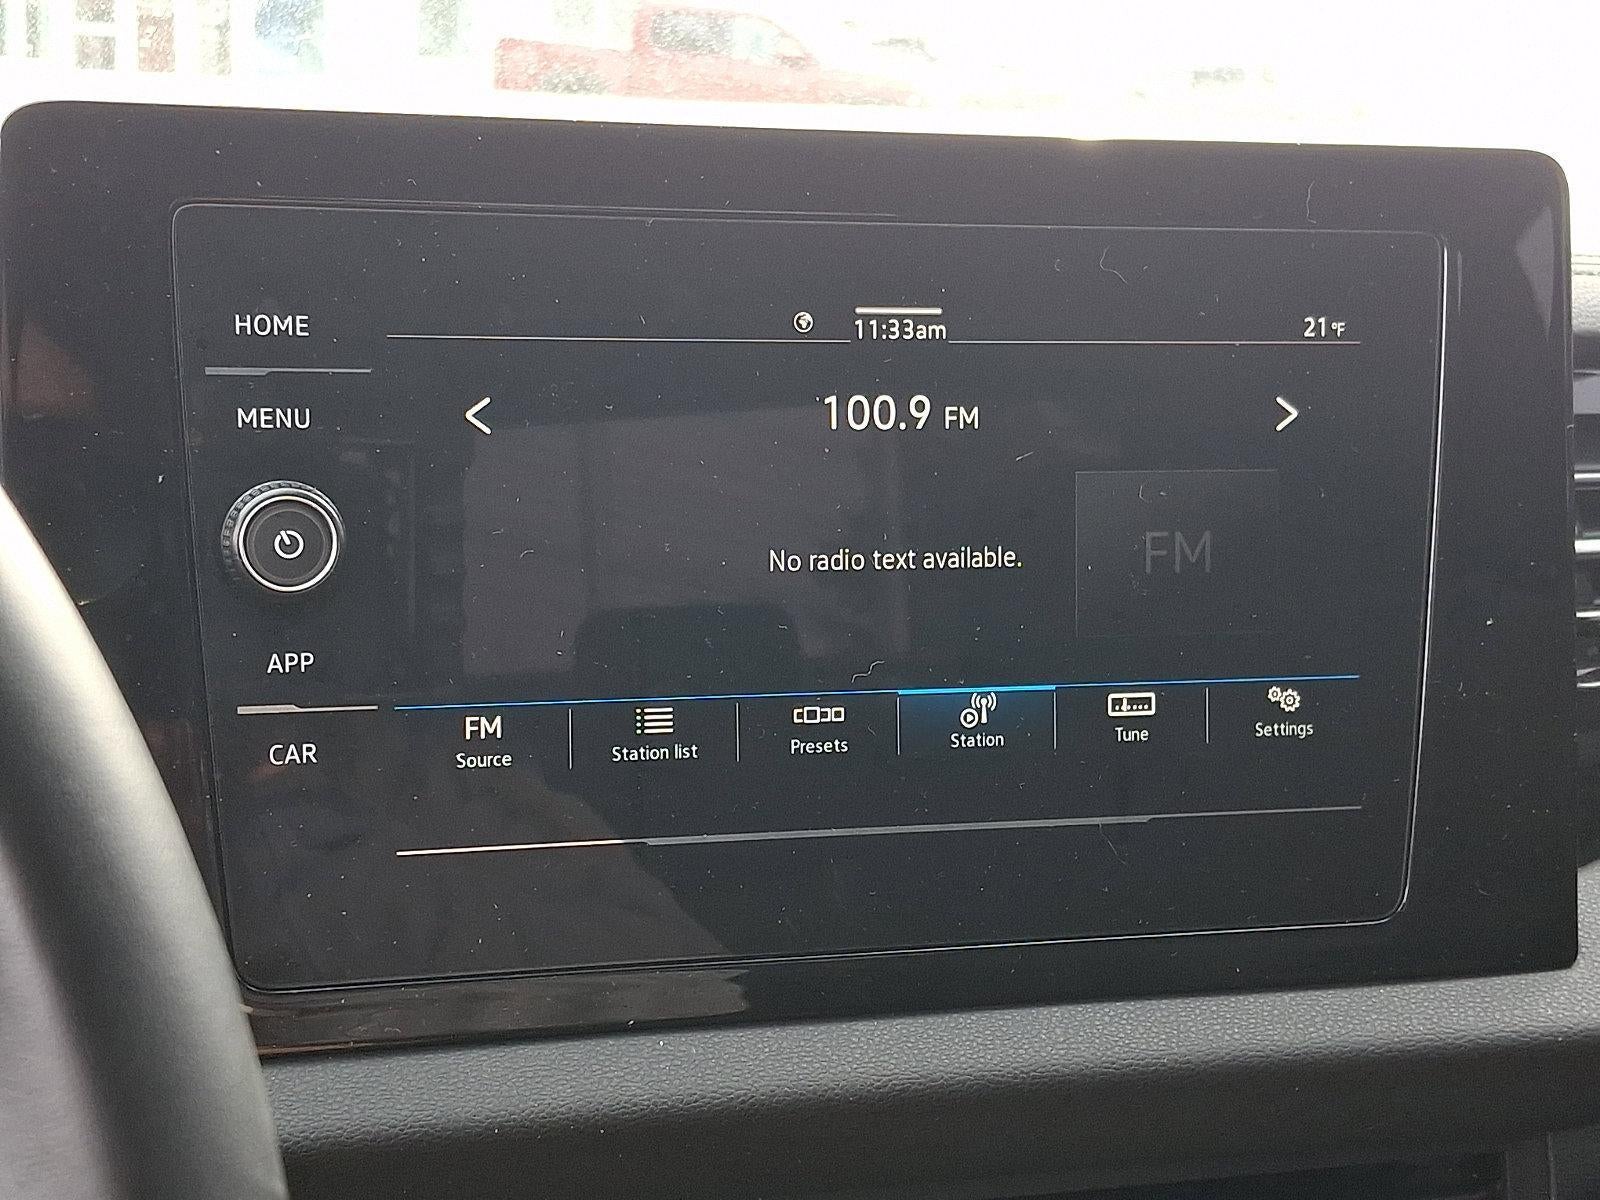 HOME
11:33am
21°F
MENU
100.9 FM
No radio text available.
FM
APP
CAR
FM
Source
Station list
Presets
Station
Tune
Settings